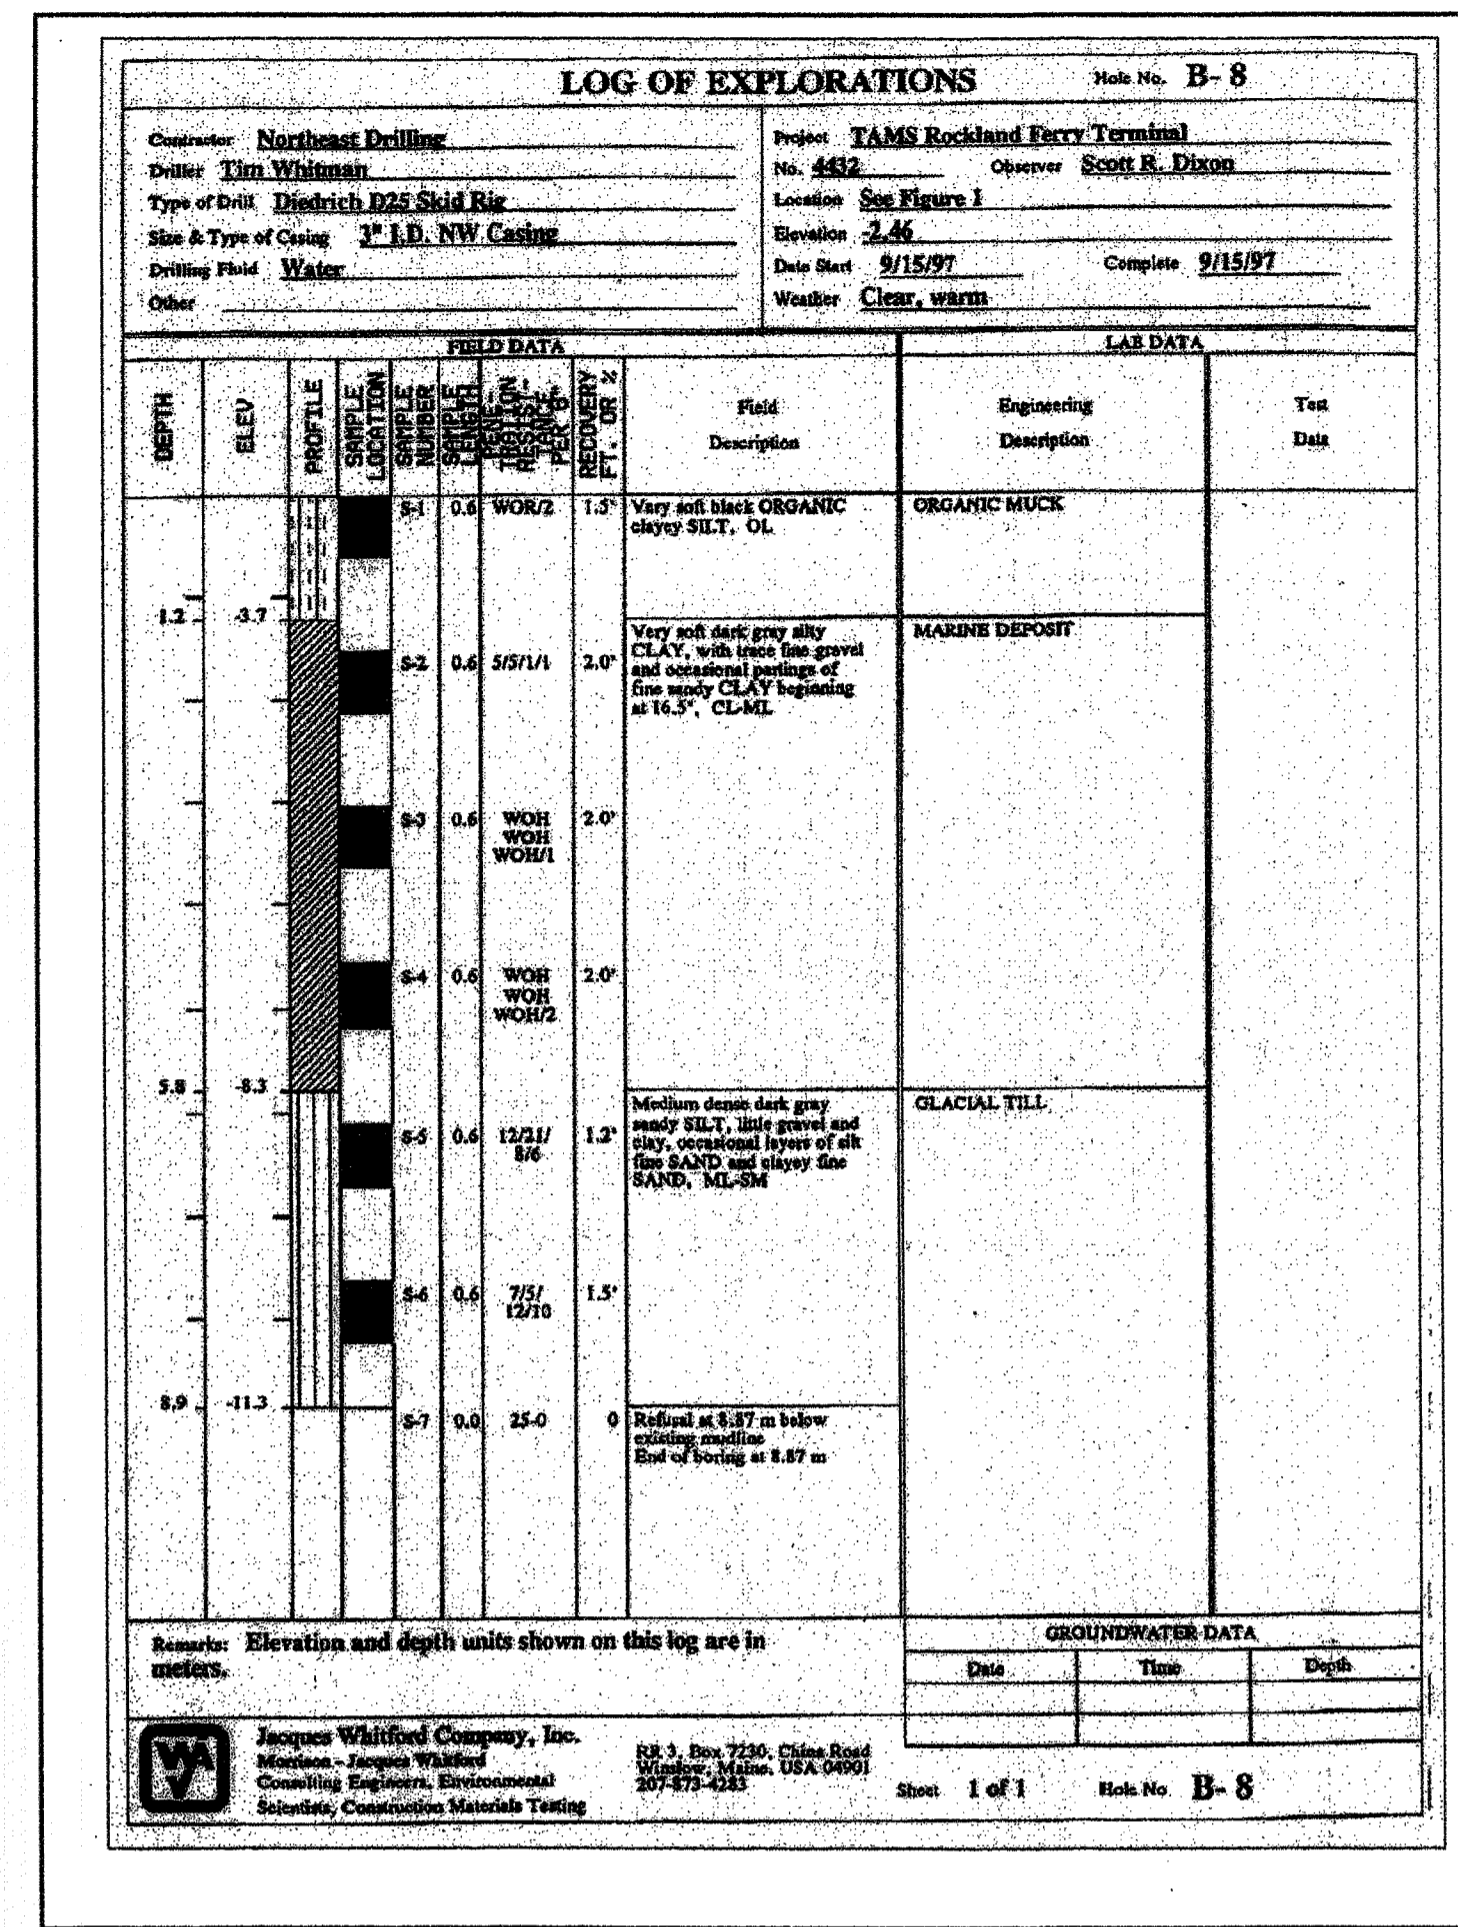 LOG OF EXPLORATIONS Hole No. B- 8
Contractor Northeast Drilling
Driller Tim Whitman
Type of Drill Diedrich D25 Skid Rig
Size & Type of Casing 3" I.D. NW Casing
Drilling Fluid Water
Other
Project TAMS Rockland Ferry Terminal
No. 4432 Observer Scott R. Dixon
Location See Figure 1
Elevation -2.46
Date Start 9/15/97 Complete 9/15/97
Weather Clear, warm
FIELD DATA LAB DATA
DEPTH
ELEV
PROFILE
SAMPLE LOCATION
SAMPLE NUMBER
SAMPLE LENGTH
PENE-
TRATION
RESIST-
TANCE
PER 6"
RECOVERY
FT. OR %
Field
Description
Engineering
Description
Test
Data
S-1 0.6 WOR/2 1.5' Very soft black ORGANIC
clayey SILT, OL
ORGANIC MUCK
1.2 -3.7
Very soft dark gray silty
CLAY, with trace fine gravel
and occasional partings of
fine sandy CLAY beginning
at 16.5', CL-ML
MARINE DEPOSIT
S-2 0.6 5/5/1/1 2.0'
S-3 0.6 WOH 2.0'
WOH
WOH/1
S-4 0.6 WOH 2.0'
WOH
WOH/2
5.8 -8.3
Medium dense dark gray
sandy SILT, little gravel and
clay, occasional layers of silt
fine SAND and clayey fine
SAND, ML-SM
GLACIAL TILL
S-5 0.6 12/21/ 1.2'
8/6
S-6 0.6 7/5/ 1.5'
12/10
8.9 -11.3
S-7 0.0 25-0 0 Refusal at 8.87 m below
existing mudline
End of boring at 8.87 m
Remarks: Elevation and depth units shown on this log are in
meters.
GROUNDWATER DATA
Date Time Depth
Jacques Whitford Company, Inc.
Morrison - Jacques Whitford
Consulting Engineers, Environmental
Scientists, Construction Materials Testing
RR 3, Box 7230, China Road
Winslow, Maine, USA 04901
207-873-4283
Sheet 1 of 1 Hole No B- 8